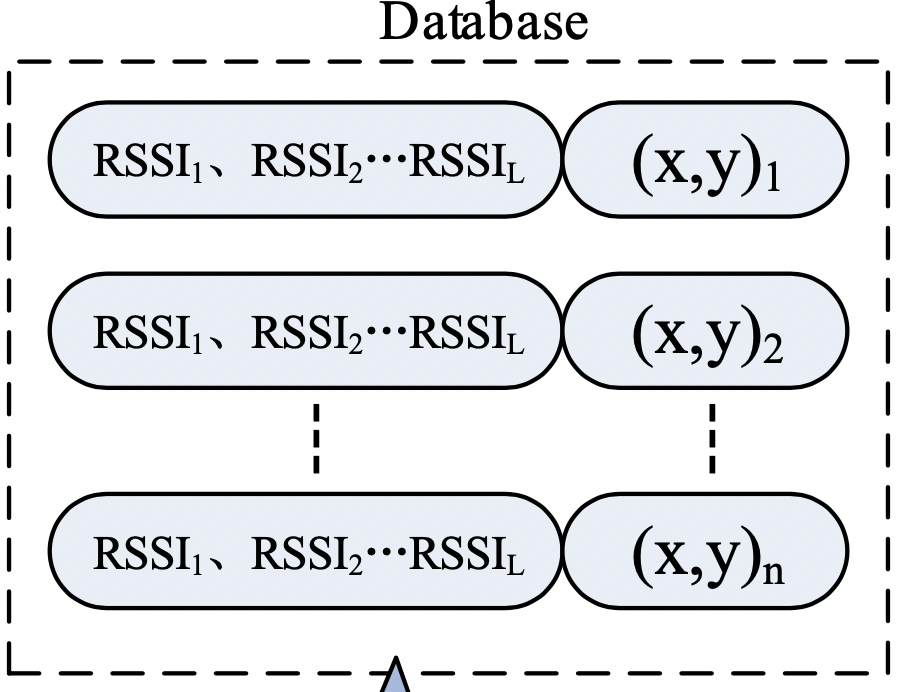 Database
RSSI₁、RSSI₂···RSSI_L (x,y)₁
RSSI₁、RSSI₂···RSSI_L (x,y)₂
RSSI₁、RSSI₂···RSSI_L (x,y)ₙ